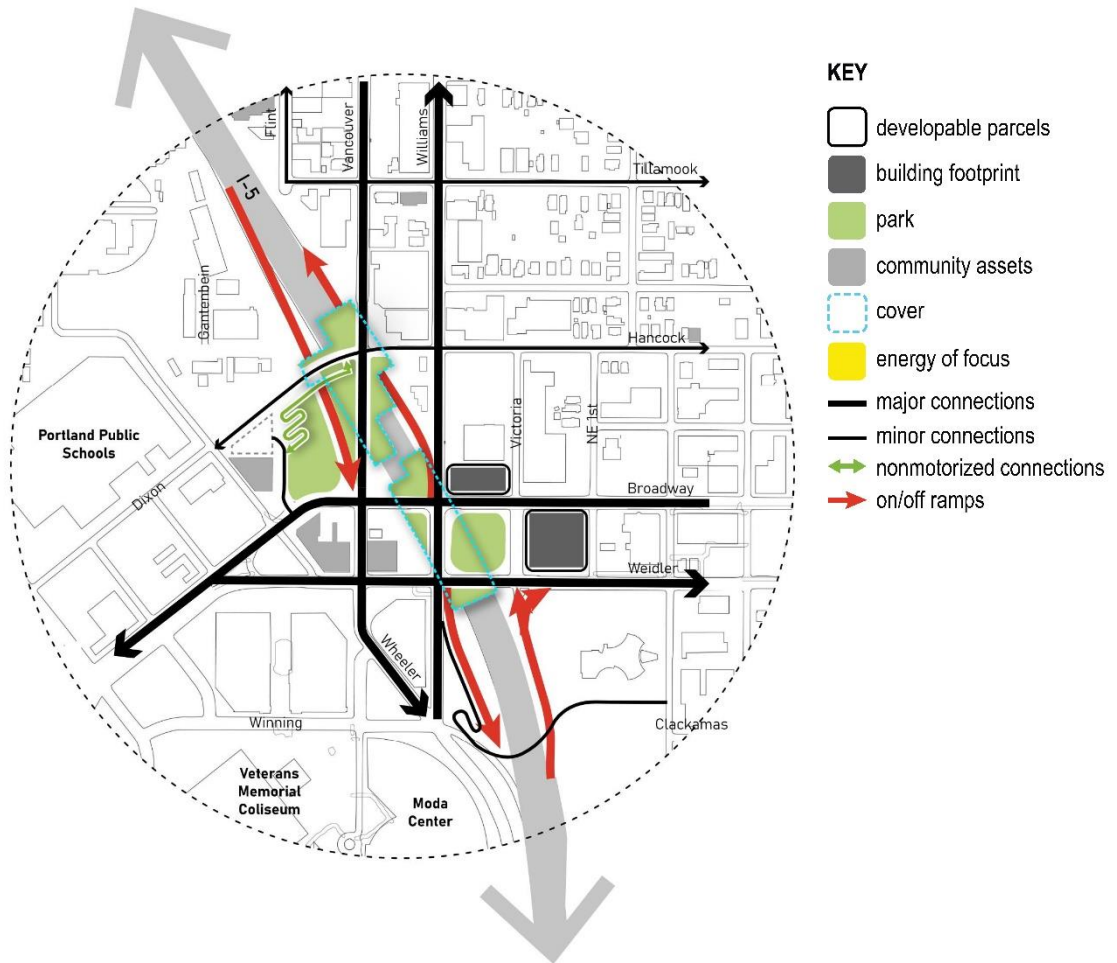 KEY
developable parcels
building footprint
park
community assets
cover
energy of focus
major connections
minor connections
nonmotorized connections
on/off ramps
Flint
Vancouver
Williams
Tillamook
I-5
Gantenbein
Hancock
Portland Public
Schools
Victoria
NE 1st
Dixon
Broadway
Weidler
Wheeler
Winning
Clackamas
Veterans
Memorial
Coliseum
Moda
Center